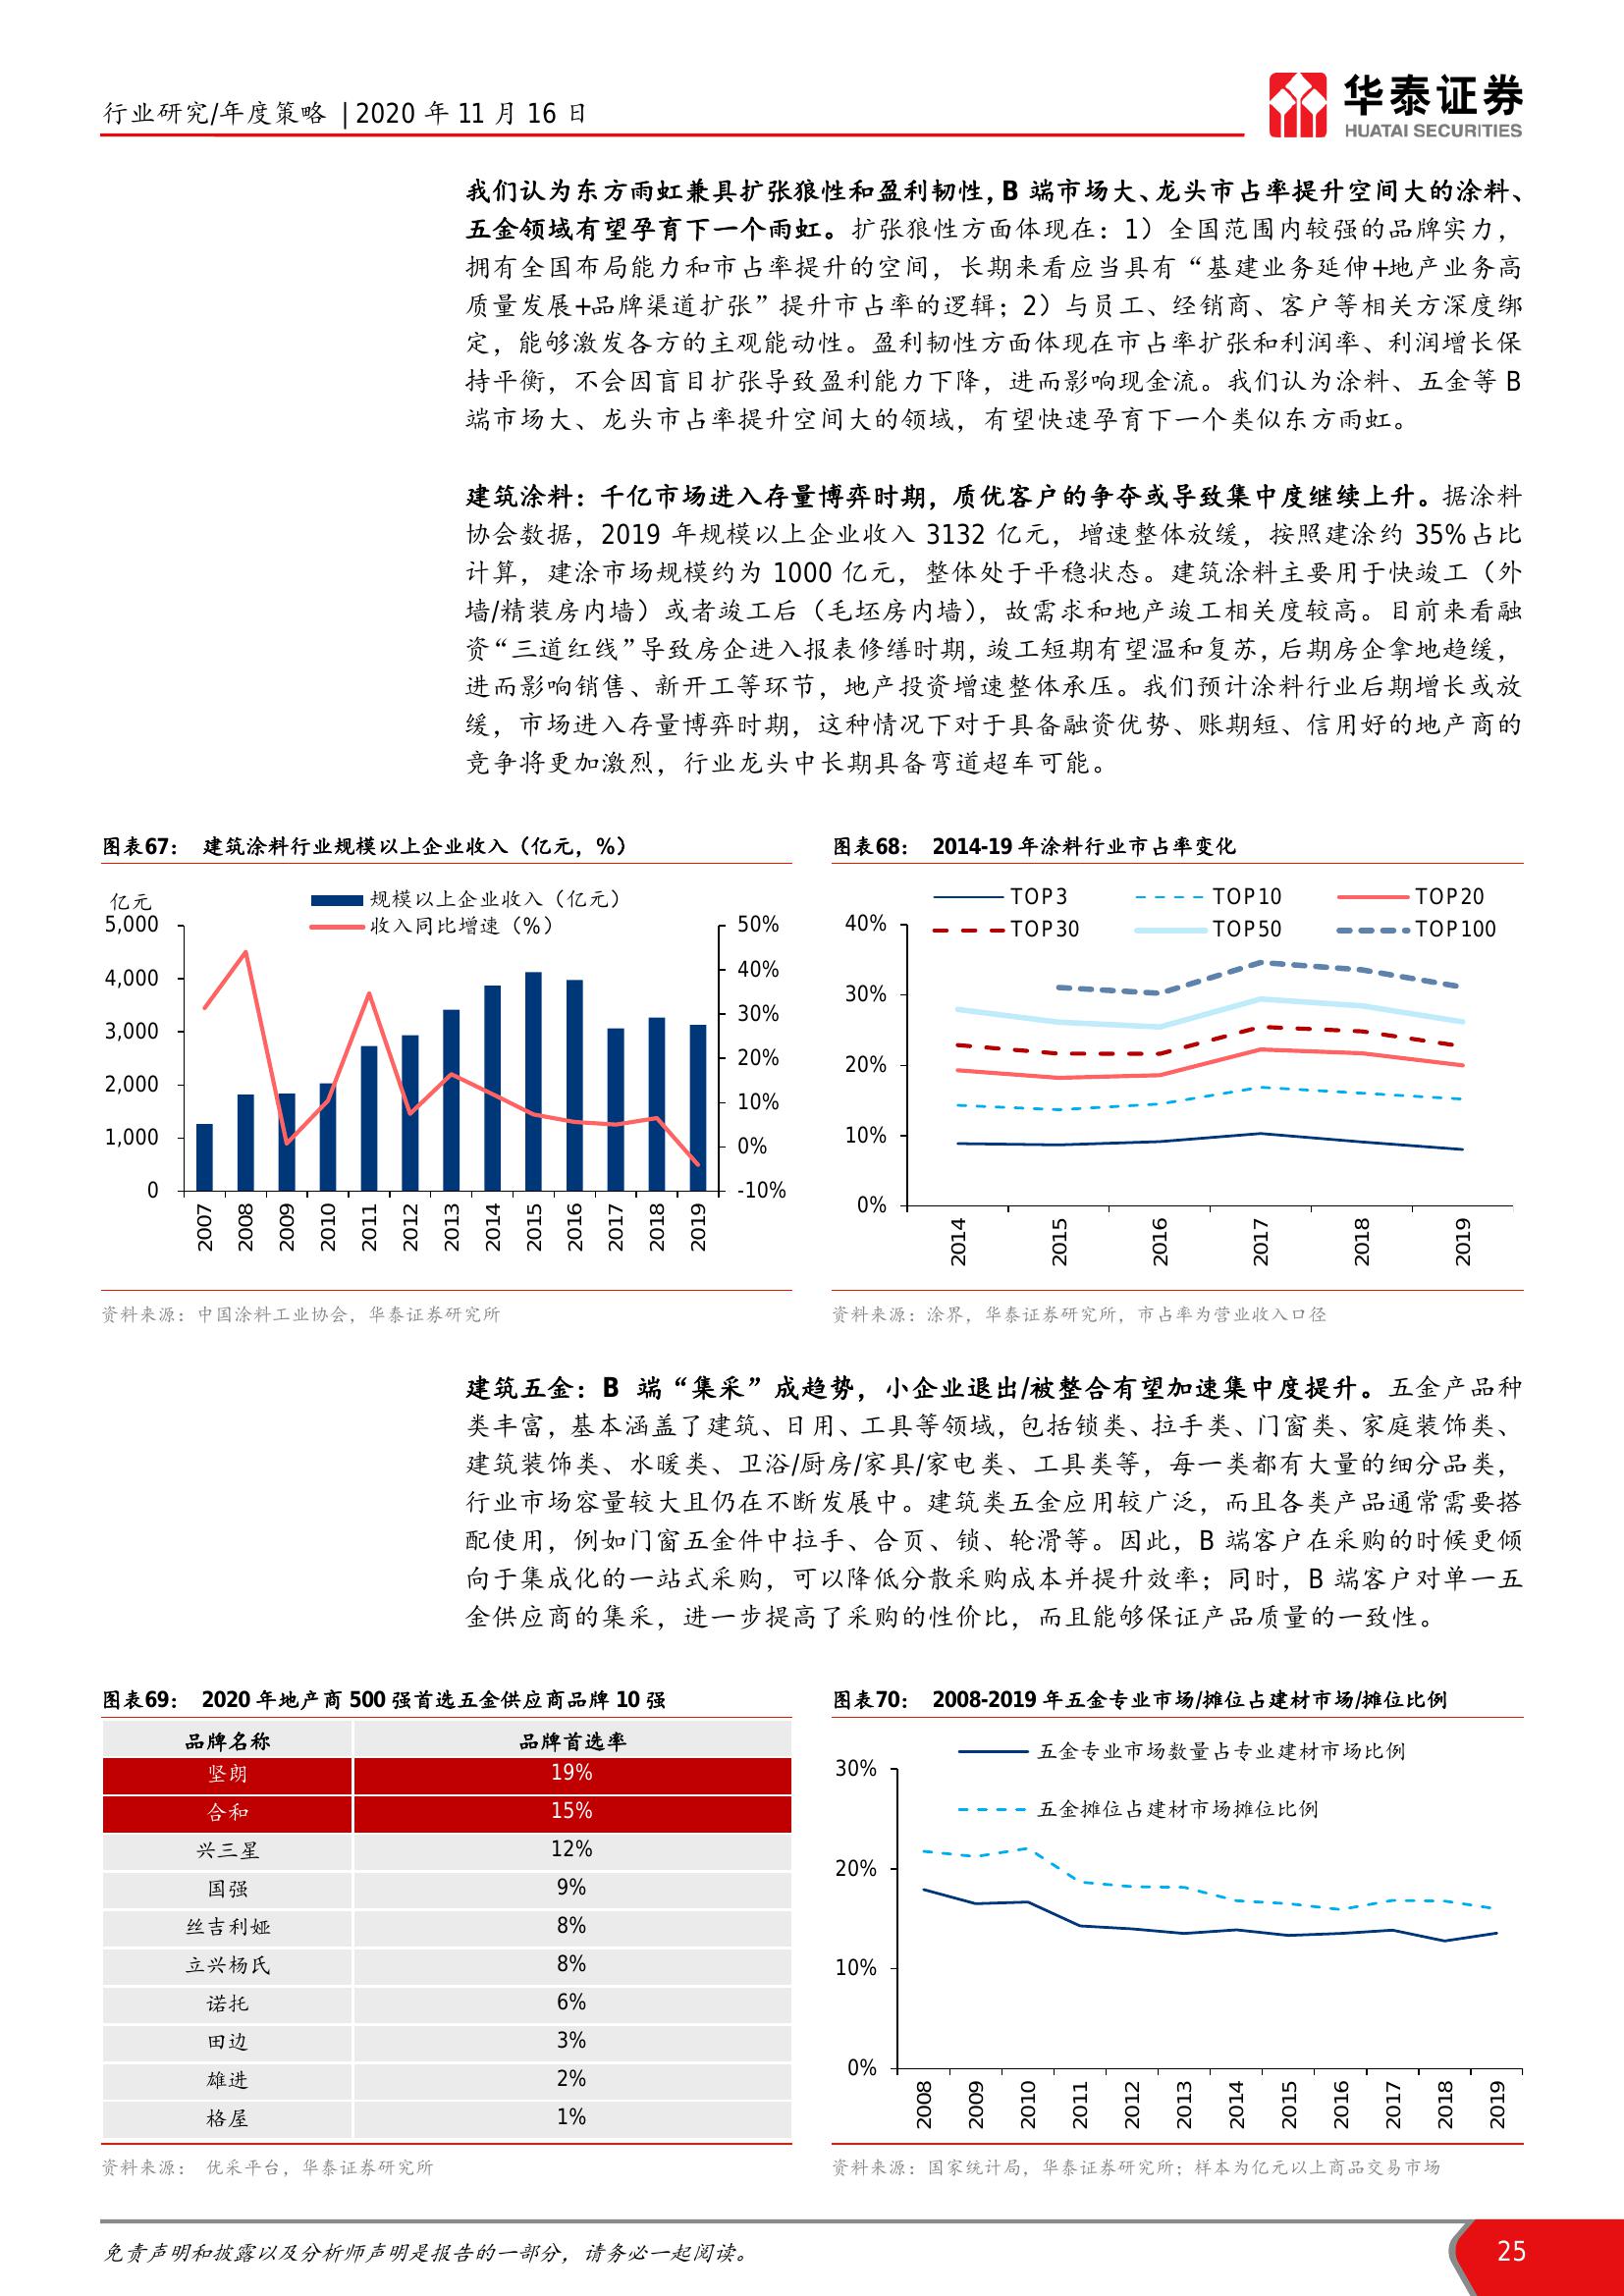 行业研究/年度策略 | 2020 年 11 月 16 日
华泰证券
HUATAI SECURITIES
我们认为东方雨虹兼具扩张狼性和盈利韧性，B 端市场大、龙头市占率提升空间大的涂料、
五金领域有望孕育下一个雨虹。扩张狼性方面体现在：1）全国范围内较强的品牌实力，
拥有全国布局能力和市占率提升的空间，长期来看应当具有“基建业务延伸+地产业务高
质量发展+品牌渠道扩张”提升市占率的逻辑；2）与员工、经销商、客户等相关方深度绑
定，能够激发各方的主观能动性。盈利韧性方面体现在市占率扩张和利润率、利润增长保
持平衡，不会因盲目扩张导致盈利能力下降，进而影响现金流。我们认为涂料、五金等 B
端市场大、龙头市占率提升空间大的领域，有望快速孕育下一个类似东方雨虹。
建筑涂料：千亿市场进入存量博弈时期，质优客户的争夺或导致集中度继续上升。据涂料
协会数据，2019 年规模以上企业收入 3132 亿元，增速整体放缓，按照建涂约 35%占比
计算，建涂市场规模约为 1000 亿元，整体处于平稳状态。建筑涂料主要用于快竣工（外
墙/精装房内墙）或者竣工后（毛坯房内墙），故需求和地产竣工相关度较高。目前来看融
资“三道红线”导致房企进入报表修缮时期，竣工短期有望温和复苏，后期房企拿地趋缓，
进而影响销售、新开工等环节，地产投资增速整体承压。我们预计涂料行业后期增长或放
缓，市场进入存量博弈时期，这种情况下对于具备融资优势、账期短、信用好的地产商的
竞争将更加激烈，行业龙头中长期具备弯道超车可能。
图表67： 建筑涂料行业规模以上企业收入（亿元，%）
亿元
规模以上企业收入（亿元）
收入同比增速（%）
5,000
4,000
3,000
2,000
1,000
0
50%
40%
30%
20%
10%
0%
-10%
2007 2008 2009 2010 2011 2012 2013 2014 2015 2016 2017 2018 2019
资料来源：中国涂料工业协会，华泰证券研究所
图表68： 2014-19 年涂料行业市占率变化
TOP3 TOP10 TOP20
TOP30 TOP50 TOP100
40%
30%
20%
10%
0%
2014 2015 2016 2017 2018 2019
资料来源：涂界，华泰证券研究所，市占率为营业收入口径
建筑五金：B 端“集采”成趋势，小企业退出/被整合有望加速集中度提升。五金产品种
类丰富，基本涵盖了建筑、日用、工具等领域，包括锁类、拉手类、门窗类、家庭装饰类、
建筑装饰类、水暖类、卫浴/厨房/家具/家电类、工具类等，每一类都有大量的细分品类，
行业市场容量较大且仍在不断发展中。建筑类五金应用较广泛，而且各类产品通常需要搭
配使用，例如门窗五金件中拉手、合页、锁、轮滑等。因此，B 端客户在采购的时候更倾
向于集成化的一站式采购，可以降低分散采购成本并提升效率；同时，B 端客户对单一五
金供应商的集采，进一步提高了采购的性价比，而且能够保证产品质量的一致性。
图表69： 2020 年地产商 500 强首选五金供应商品牌 10 强
品牌名称 品牌首选率
坚朗 19%
合和 15%
兴三星 12%
国强 9%
丝吉利娅 8%
立兴杨氏 8%
诺托 6%
田边 3%
雄进 2%
格屋 1%
资料来源： 优采平台，华泰证券研究所
图表70： 2008-2019 年五金专业市场/摊位占建材市场/摊位比例
五金专业市场数量占专业建材市场比例
五金摊位占建材市场摊位比例
30%
20%
10%
0%
2008 2009 2010 2011 2012 2013 2014 2015 2016 2017 2018 2019
资料来源：国家统计局，华泰证券研究所；样本为亿元以上商品交易市场
免责声明和披露以及分析师声明是报告的一部分，请务必一起阅读。
25